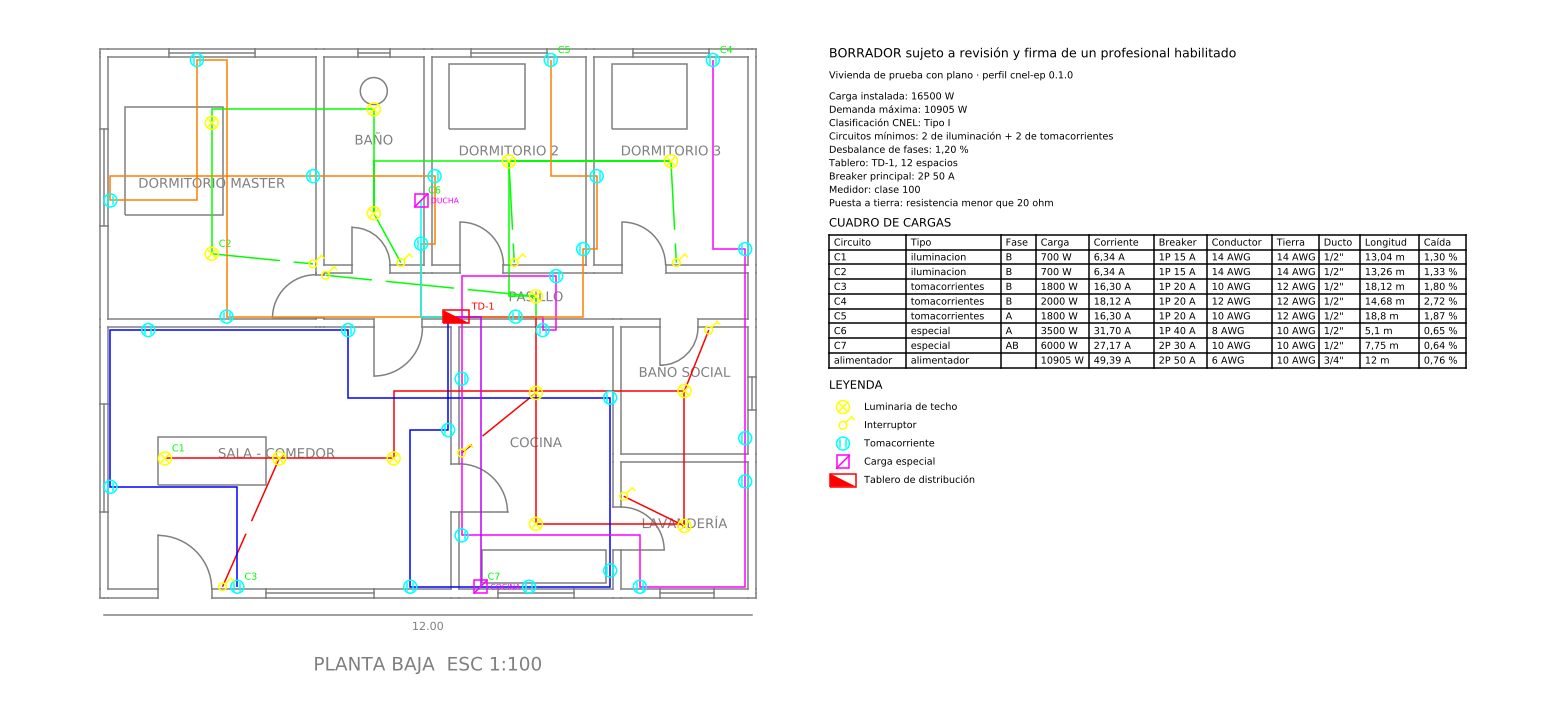 C5
C4
BAÑO
DORMITORIO 2
DORMITORIO 3
DORMITORIO MASTER
C6
DUCHA
C2
PASILLO
TD-1
BAÑO SOCIAL
COCINA
C1
SALA - COMEDOR
LAVANDERÍA
C3
C7
COCINA
12.00
PLANTA BAJA ESC 1:100
BORRADOR sujeto a revisión y firma de un profesional habilitado
Vivienda de prueba con plano · perfil cnel-ep 0.1.0
Carga instalada: 16500 W
Demanda máxima: 10905 W
Clasificación CNEL: Tipo I
Circuitos mínimos: 2 de iluminación + 2 de tomacorrientes
Desbalance de fases: 1,20 %
Tablero: TD-1, 12 espacios
Breaker principal: 2P 50 A
Medidor: clase 100
Puesta a tierra: resistencia menor que 20 ohm
CUADRO DE CARGAS
Circuito Tipo Fase Carga Corriente Breaker Conductor Tierra Ducto Longitud Caída
C1 iluminacion B 700 W 6,34 A 1P 15 A 14 AWG 14 AWG 1/2" 13,04 m 1,30 %
C2 iluminacion B 700 W 6,34 A 1P 15 A 14 AWG 14 AWG 1/2" 13,26 m 1,33 %
C3 tomacorrientes B 1800 W 16,30 A 1P 20 A 10 AWG 12 AWG 1/2" 18,12 m 1,80 %
C4 tomacorrientes B 2000 W 18,12 A 1P 20 A 12 AWG 12 AWG 1/2" 14,68 m 2,72 %
C5 tomacorrientes A 1800 W 16,30 A 1P 20 A 10 AWG 12 AWG 1/2" 18,8 m 1,87 %
C6 especial A 3500 W 31,70 A 1P 40 A 8 AWG 10 AWG 1/2" 5,1 m 0,65 %
C7 especial AB 6000 W 27,17 A 2P 30 A 10 AWG 10 AWG 1/2" 7,75 m 0,64 %
alimentador alimentador 10905 W 49,39 A 2P 50 A 6 AWG 10 AWG 3/4" 12 m 0,76 %
LEYENDA
Luminaria de techo
Interruptor
Tomacorriente
Carga especial
Tablero de distribución